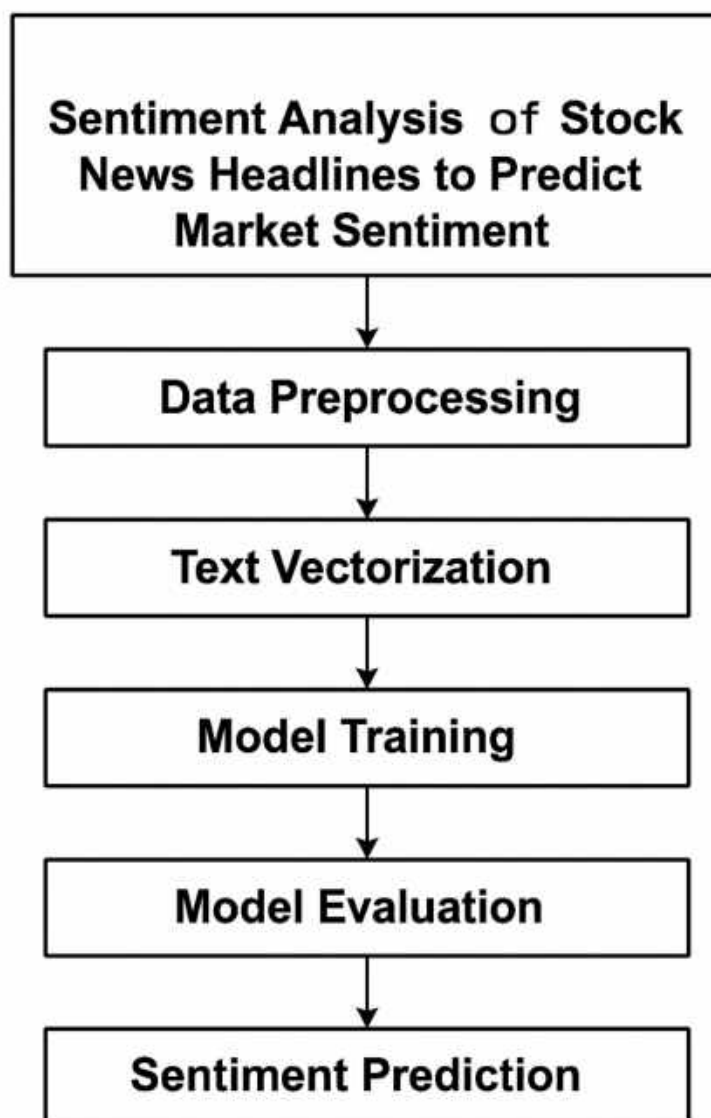 Sentiment Analysis of Stock
News Headlines to Predict
Market Sentiment
Data Preprocessing
Text Vectorization
Model Training
Model Evaluation
Sentiment Prediction